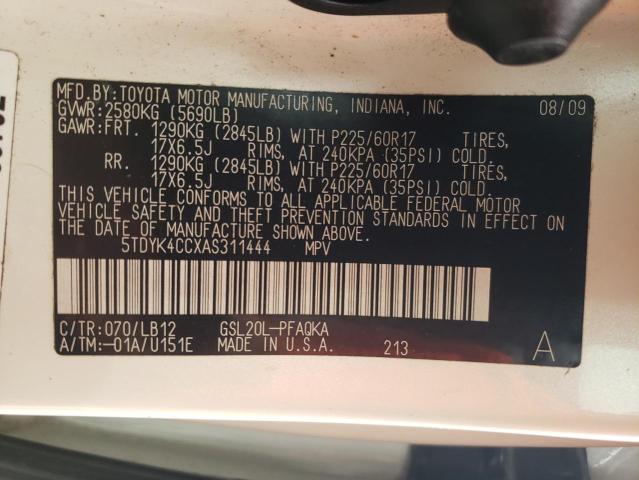 MFD.BY:TOYOTA MOTOR MANUFACTURING, INDIANA, INC. 08/09
GVWR:2580KG (5690LB)
GAWR:FRT. 1290KG (2845LB) WITH P225/60R17 TIRES,
17X6.5J RIMS, AT 240KPA (35PSI) COLD.
RR. 1290KG (2845LB) WITH P225/60R17 TIRES,
17X6.5J RIMS, AT 240KPA (35PSI) COLD.
THIS VEHICLE CONFORMS TO ALL APPLICABLE FEDERAL MOTOR
VEHICLE SAFETY AND THEFT PREVENTION STANDARDS IN EFFECT ON
THE DATE OF MANUFACTURE SHOWN ABOVE.
5TDYK4CCXAS311444 MPV
C/TR:070/LB12 GSL20L-PFAQKA
A/TM:-01A/U151E MADE IN U.S.A. 213 A